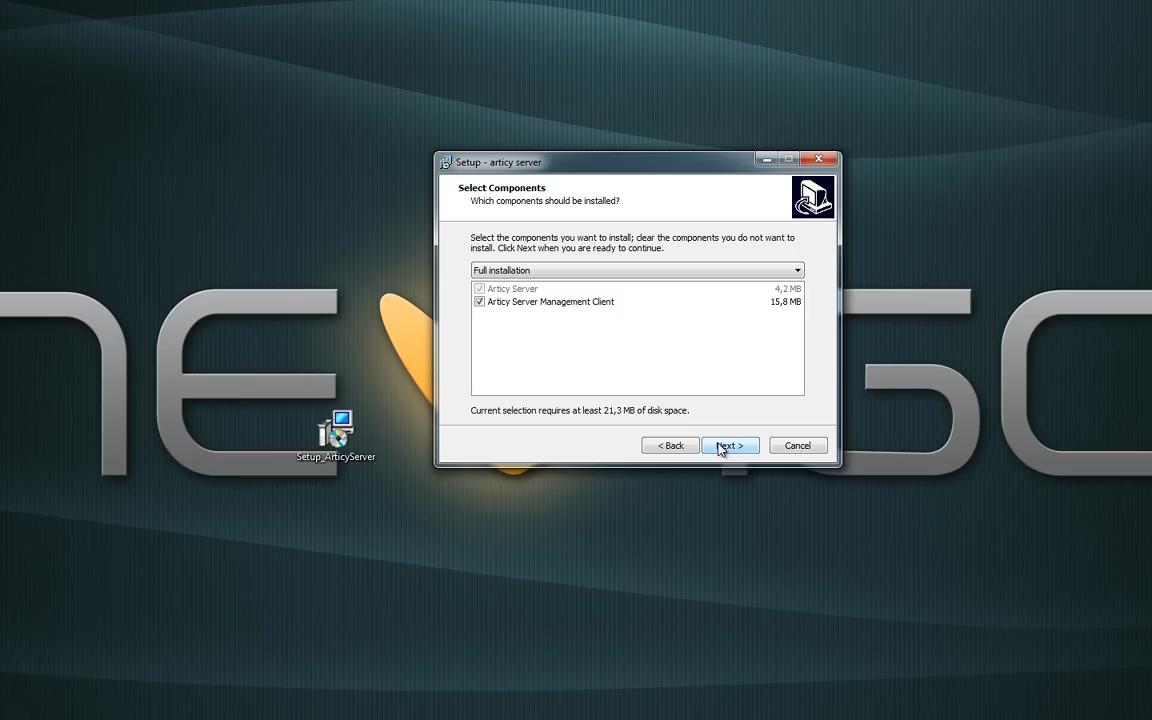 Setup - articy server
Select Components
Which components should be installed?
Select the components you want to install; clear the components you do not want to
install. Click Next when you are ready to continue.
Full installation
Articy Server 4,2 MB
Articy Server Management Client 15,8 MB
Current selection requires at least 21,3 MB of disk space.
< Back Next > Cancel
Setup_ArticyServer